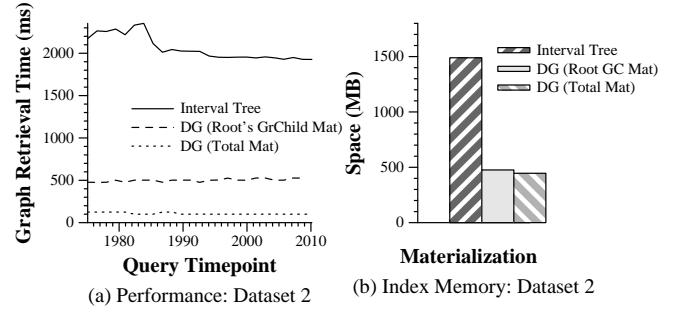 Graph Retrieval Time (ms)
2000
1500
1000
500
0
Interval Tree
DG (Root's GrChild Mat)
DG (Total Mat)
1980 1990 2000 2010
Query Timepoint
(a) Performance: Dataset 2
Space (MB)
1500
1000
500
0
Interval Tree
DG (Root GC Mat)
DG (Total Mat)
Materialization
(b) Index Memory: Dataset 2